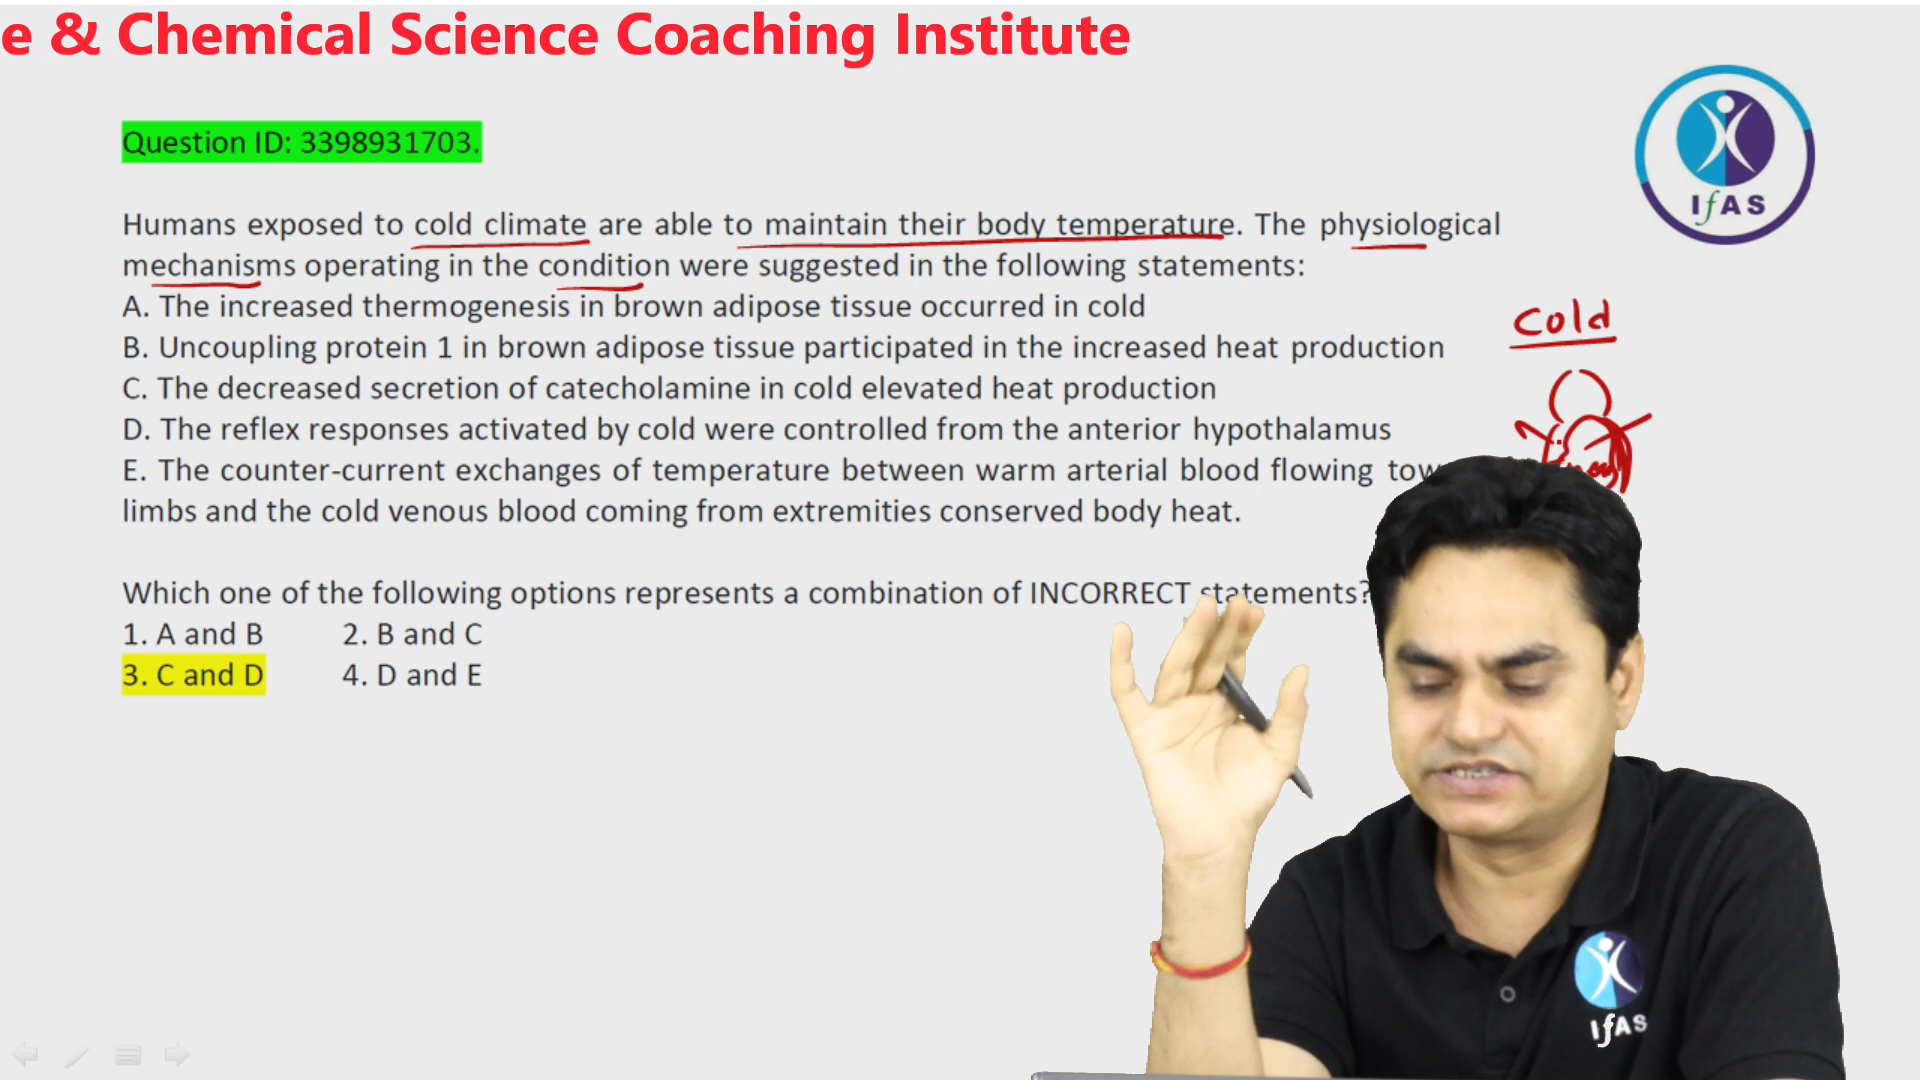 e & Chemical Science Coaching Institute
IfAS
Question ID: 3398931703.
Humans exposed to cold climate are able to maintain their body temperature. The physiological
mechanisms operating in the condition were suggested in the following statements:
A. The increased thermogenesis in brown adipose tissue occurred in cold
Cold
B. Uncoupling protein 1 in brown adipose tissue participated in the increased heat production
C. The decreased secretion of catecholamine in cold elevated heat production
D. The reflex responses activated by cold were controlled from the anterior hypothalamus
E. The counter-current exchanges of temperature between warm arterial blood flowing
limbs and the cold venous blood coming from extremities conserved body heat.
Which one of the following options represents a combination of INCORRECT statements?
1. A and B 2. B and C
3. C and D 4. D and E
IfAS